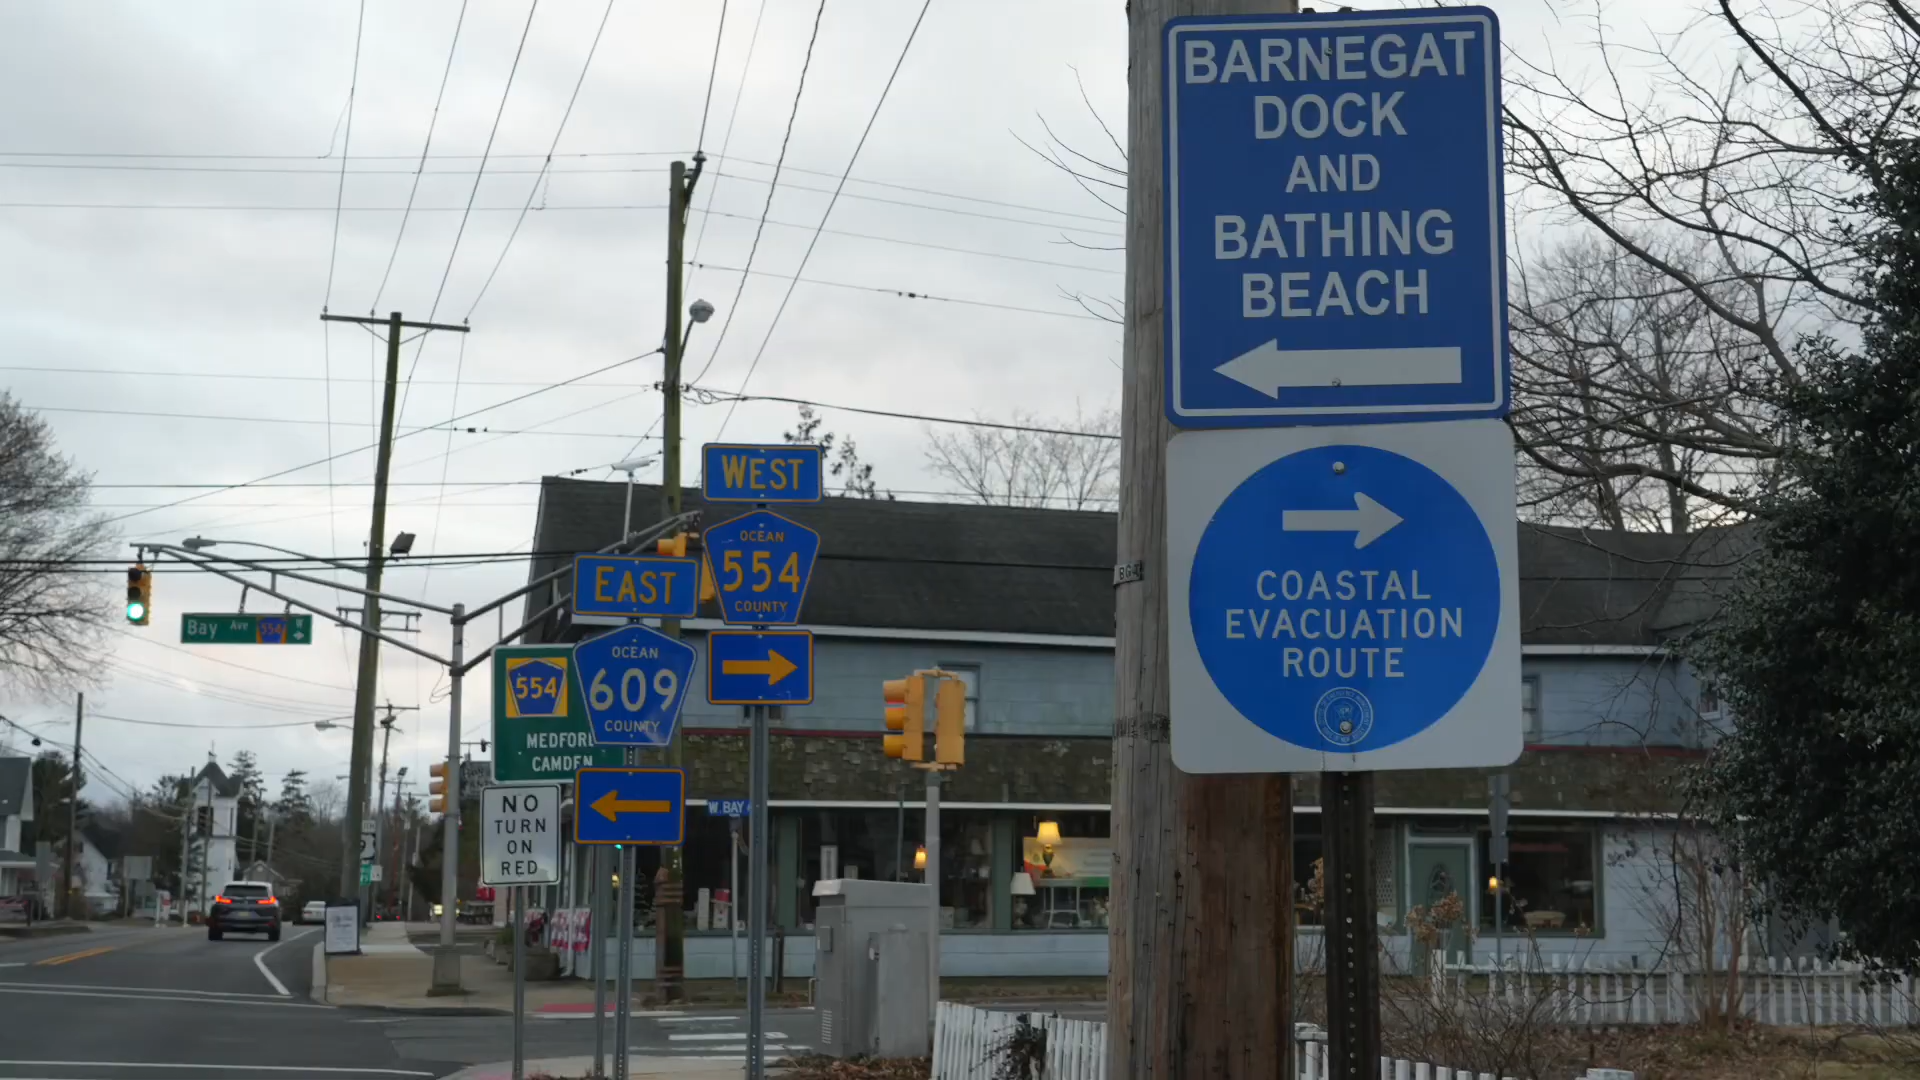 BARNEGAT
DOCK
AND
BATHING
BEACH
COASTAL
EVACUATION
ROUTE
WEST
OCEAN
554
COUNTY
EAST
OCEAN
609
COUNTY
554
MEDFORD
CAMDEN
NO
TURN
ON
RED
Bay Ave 554 W
W. BAY